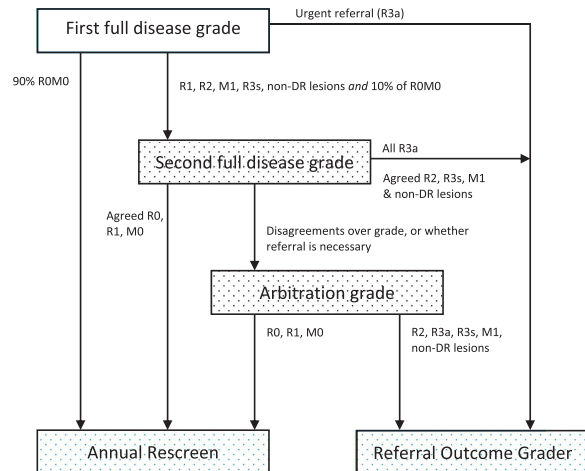 First full disease grade
Urgent referral (R3a)
90% R0M0
R1, R2, M1, R3s, non-DR lesions and 10% of R0M0
Second full disease grade
All R3a
Agreed R2, R3s, M1
& non-DR lesions
Agreed R0,
R1, M0
Disagreements over grade, or whether
referral is necessary
Arbitration grade
R0, R1, M0
R2, R3a, R3s, M1,
non-DR lesions
Annual Rescreen
Referral Outcome Grader